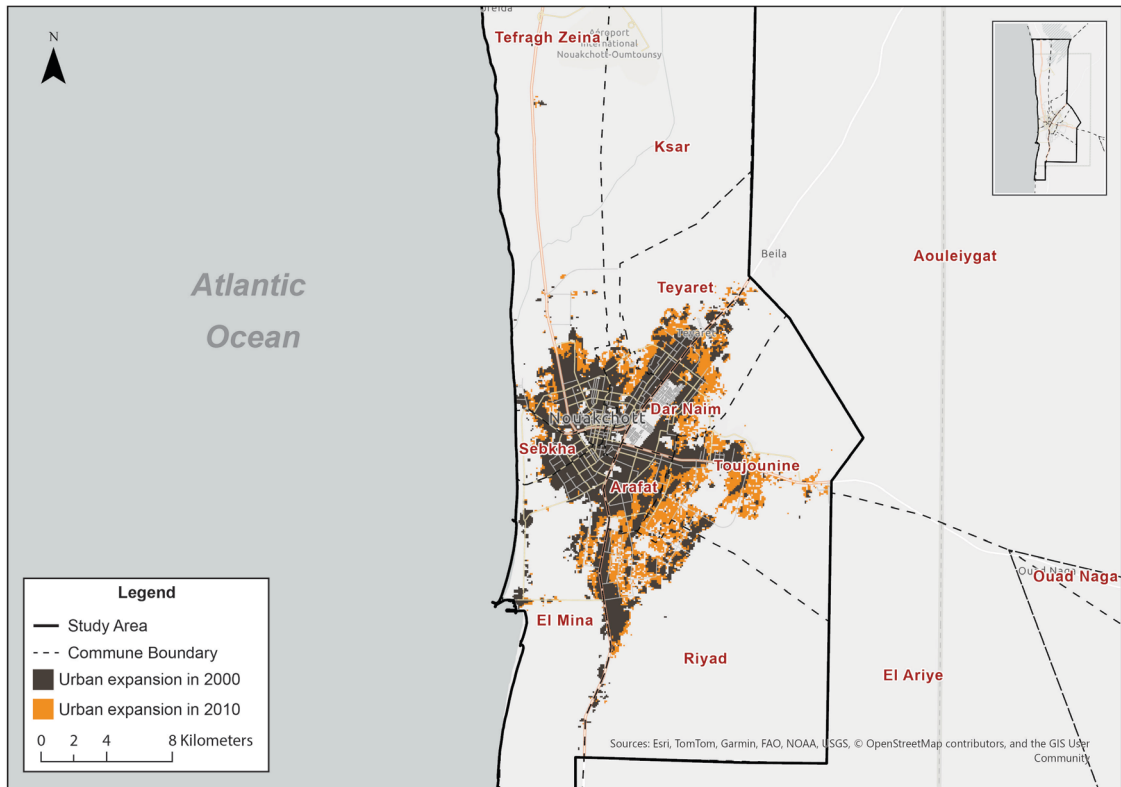 Tefragh Zeina
Aéroport
International
Nouakchott-Oumtounsy
N
Ksar
Beila
Aouleiygat
Atlantic
Ocean
Teyaret
Teyaret
Dar Naim
Nouakchott
Sebkha
Toujounine
Arafat
Ouad Naga
Ouad Naga
El Mina
Riyad
El Ariye
Legend
Study Area
Commune Boundary
Urban expansion in 2000
Urban expansion in 2010
0 2 4 8 Kilometers
Sources: Esri, TomTom, Garmin, FAO, NOAA, USGS, © OpenStreetMap contributors, and the GIS User
Community